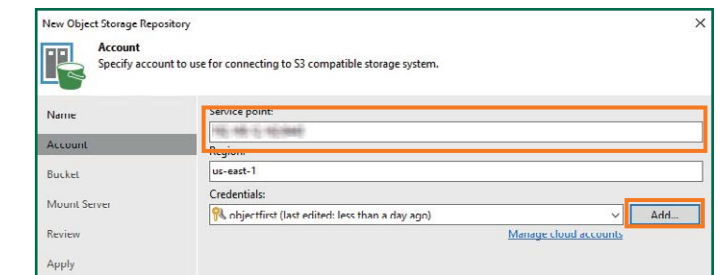 New Object Storage Repository
Account
Specify account to use for connecting to S3 compatible storage system.
Name
Account
Bucket
Mount Server
Review
Apply
Service point:
Region:
us-east-1
Credentials:
objectfirst (last edited: less than a day ago)
Add...
Manage cloud accounts